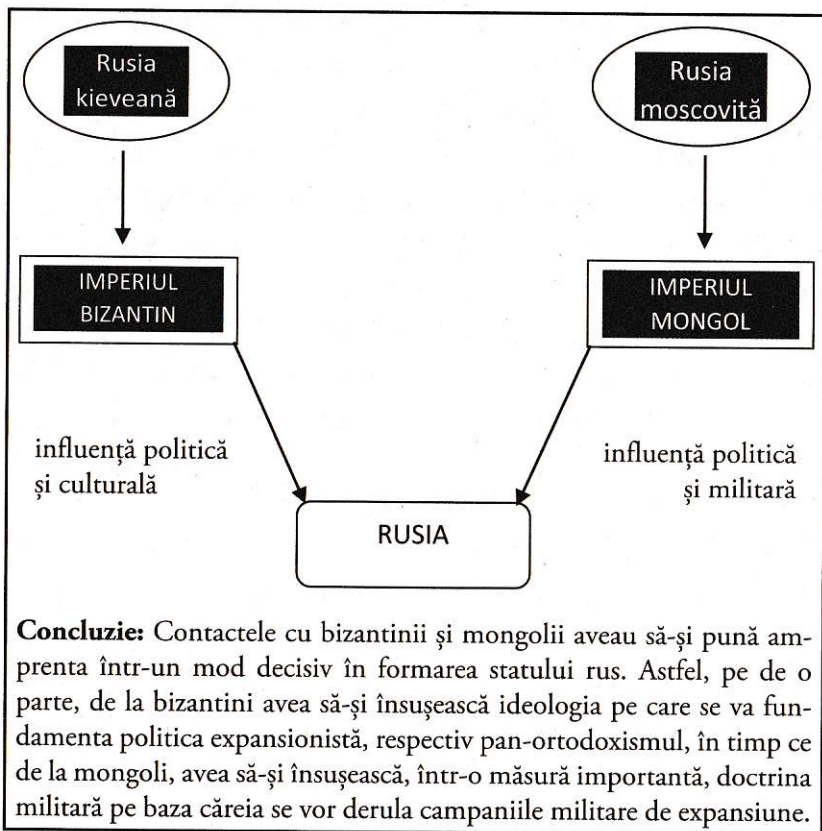 Rusia
kieveană
Rusia
moscovită
IMPERIUL
BIZANTIN
IMPERIUL
MONGOL
influență politică
și culturală
influență politică
și militară
RUSIA
Concluzie: Contactele cu bizantinii și mongolii aveau să-și pună am-
prenta într-un mod decisiv în formarea statului rus. Astfel, pe de o
parte, de la bizantini avea să-și însușească ideologia pe care se va fun-
damenta politica expansionistă, respectiv pan-ortodoxismul, în timp ce
de la mongoli, avea să-și însușească, într-o măsură importantă, doctrina
militară pe baza căreia se vor derula campaniile militare de expansiune.